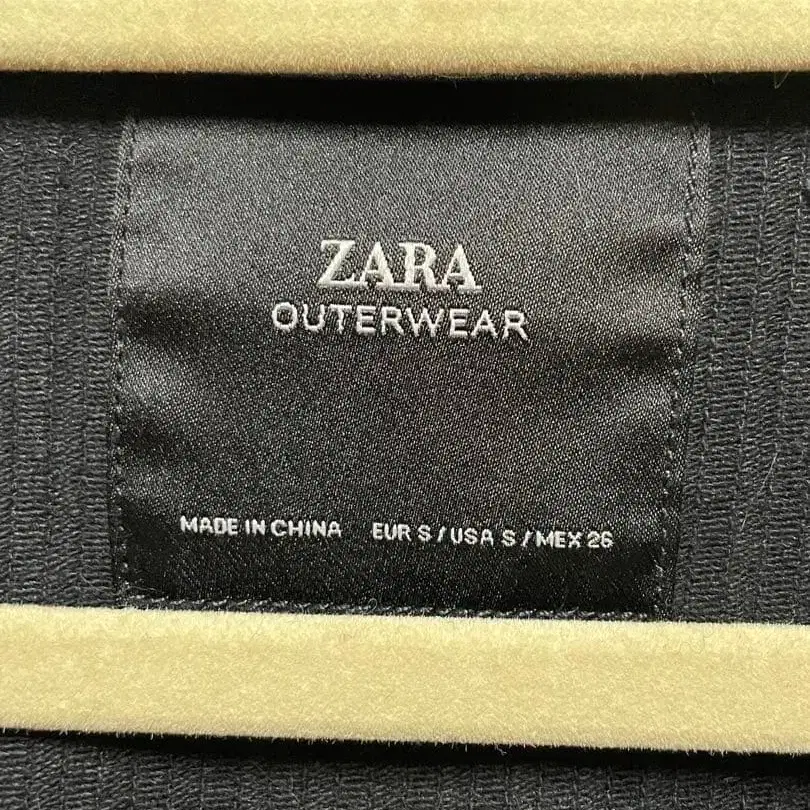 ZARA
OUTERWEAR
MADE IN CHINA EUR S / USA S / MEX 26